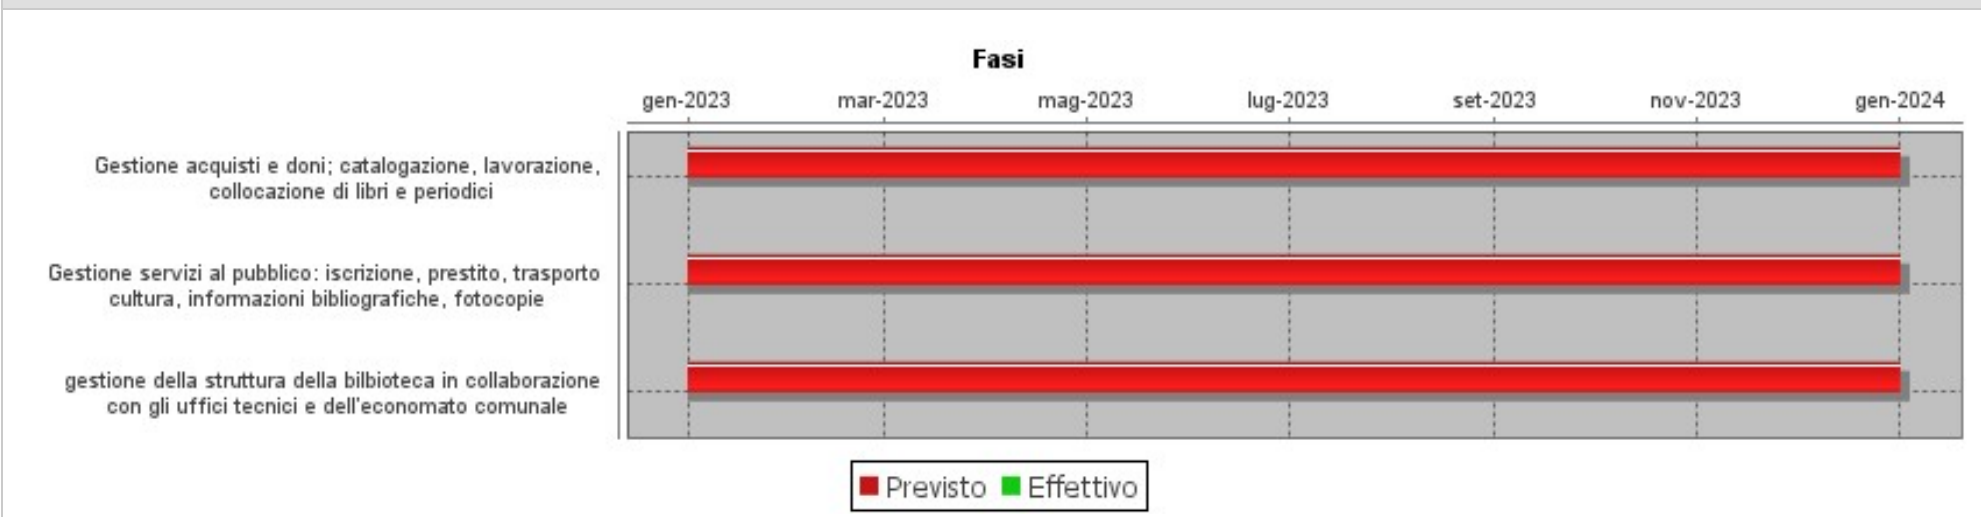 Fasi
gen-2023 mar-2023 mag-2023 lug-2023 set-2023 nov-2023 gen-2024
Gestione acquisti e doni; catalogazione, lavorazione,
collocazione di libri e periodici
Gestione servizi al pubblico: iscrizione, prestito, trasporto
cultura, informazioni bibliografiche, fotocopie
gestione della struttura della bilbioteca in collaborazione
con gli uffici tecnici e dell'economato comunale
Previsto Effettivo